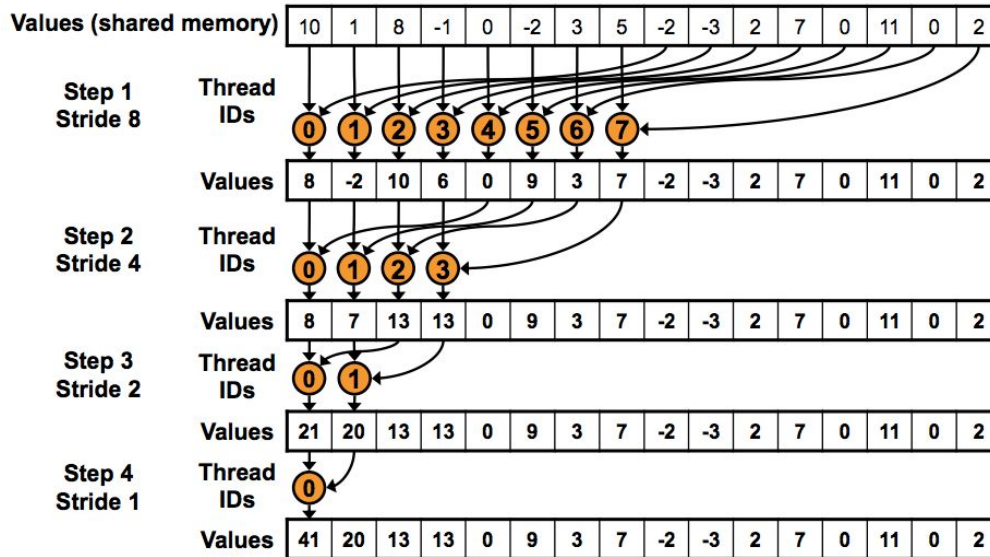 Values (shared memory) 10 1 8 -1 0 -2 3 5 -2 -3 2 7 0 11 0 2
Step 1 Thread
Stride 8 IDs 0 1 2 3 4 5 6 7
Values 8 -2 10 6 0 9 3 7 -2 -3 2 7 0 11 0 2
Step 2 Thread
Stride 4 IDs 0 1 2 3
Values 8 7 13 13 0 9 3 7 -2 -3 2 7 0 11 0 2
Step 3 Thread
Stride 2 IDs 0 1
Values 21 20 13 13 0 9 3 7 -2 -3 2 7 0 11 0 2
Step 4 Thread
Stride 1 IDs 0
Values 41 20 13 13 0 9 3 7 -2 -3 2 7 0 11 0 2